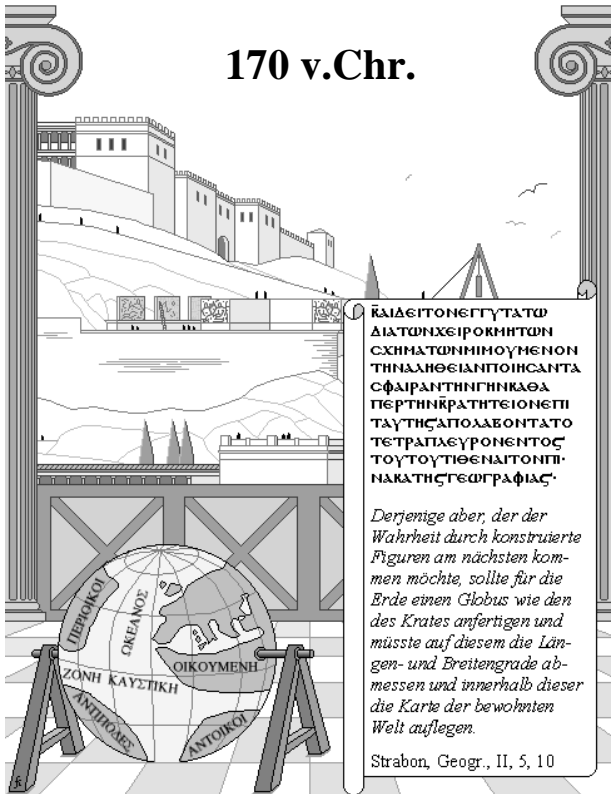 170 v.Chr.
ΚΑΙΔΕΙΤΟΝΕΓΓΥΤΑΤΩ
ΔΙΑΤΩΝΧΕΙΡΟΚΜΗΤΩΝ
ϹΧΗΜΑΤΩΝΜΙΜΟΥΜΕΝΟΝ
ΤΗΝΑΛΗΘΕΙΑΝΠΟΙΗϹΑΝΤΑ
ϹΦΑΙΡΑΝΤΗΝΓΗΝΚΑΘΑ
ΠΕΡΤΗΝΚΡΑΤΗΤΕΙΟΝΕΠΙ
ΤΑΥΤΗϹΑΠΟΛΑΒΟΝΤΑΤΟ
ΤΕΤΡΑΠΛΕΥΡΟΝΕΝΤΟϹ
ΤΟΥΤΟΥΤΙΘΕΝΑΙΤΟΝΠΙ·
ΝΑΚΑΤΗϹΓΕΩΓΡΑΦΙΑϹ·
Derjenige aber, der der
Wahrheit durch konstruierte
Figuren am nächsten kom-
men möchte, sollte für die
Erde einen Globus wie den
des Krates anfertigen und
müsste auf diesem die Län-
gen- und Breitengrade ab-
messen und innerhalb dieser
die Karte der bewohnten
Welt auflegen.
Strabon, Geogr., II, 5, 10
ΠΕΡΙΟΙΚΟΙ
ΩΚΕΑΝΟΣ
ΟΙΚΟΥΜΕΝΗ
ΖΟΝΗ ΚΑΥΣΤΙΚΗ
ΑΝΤΙΠΟΔΕΣ
ΑΝΤΟΙΚΟΙ